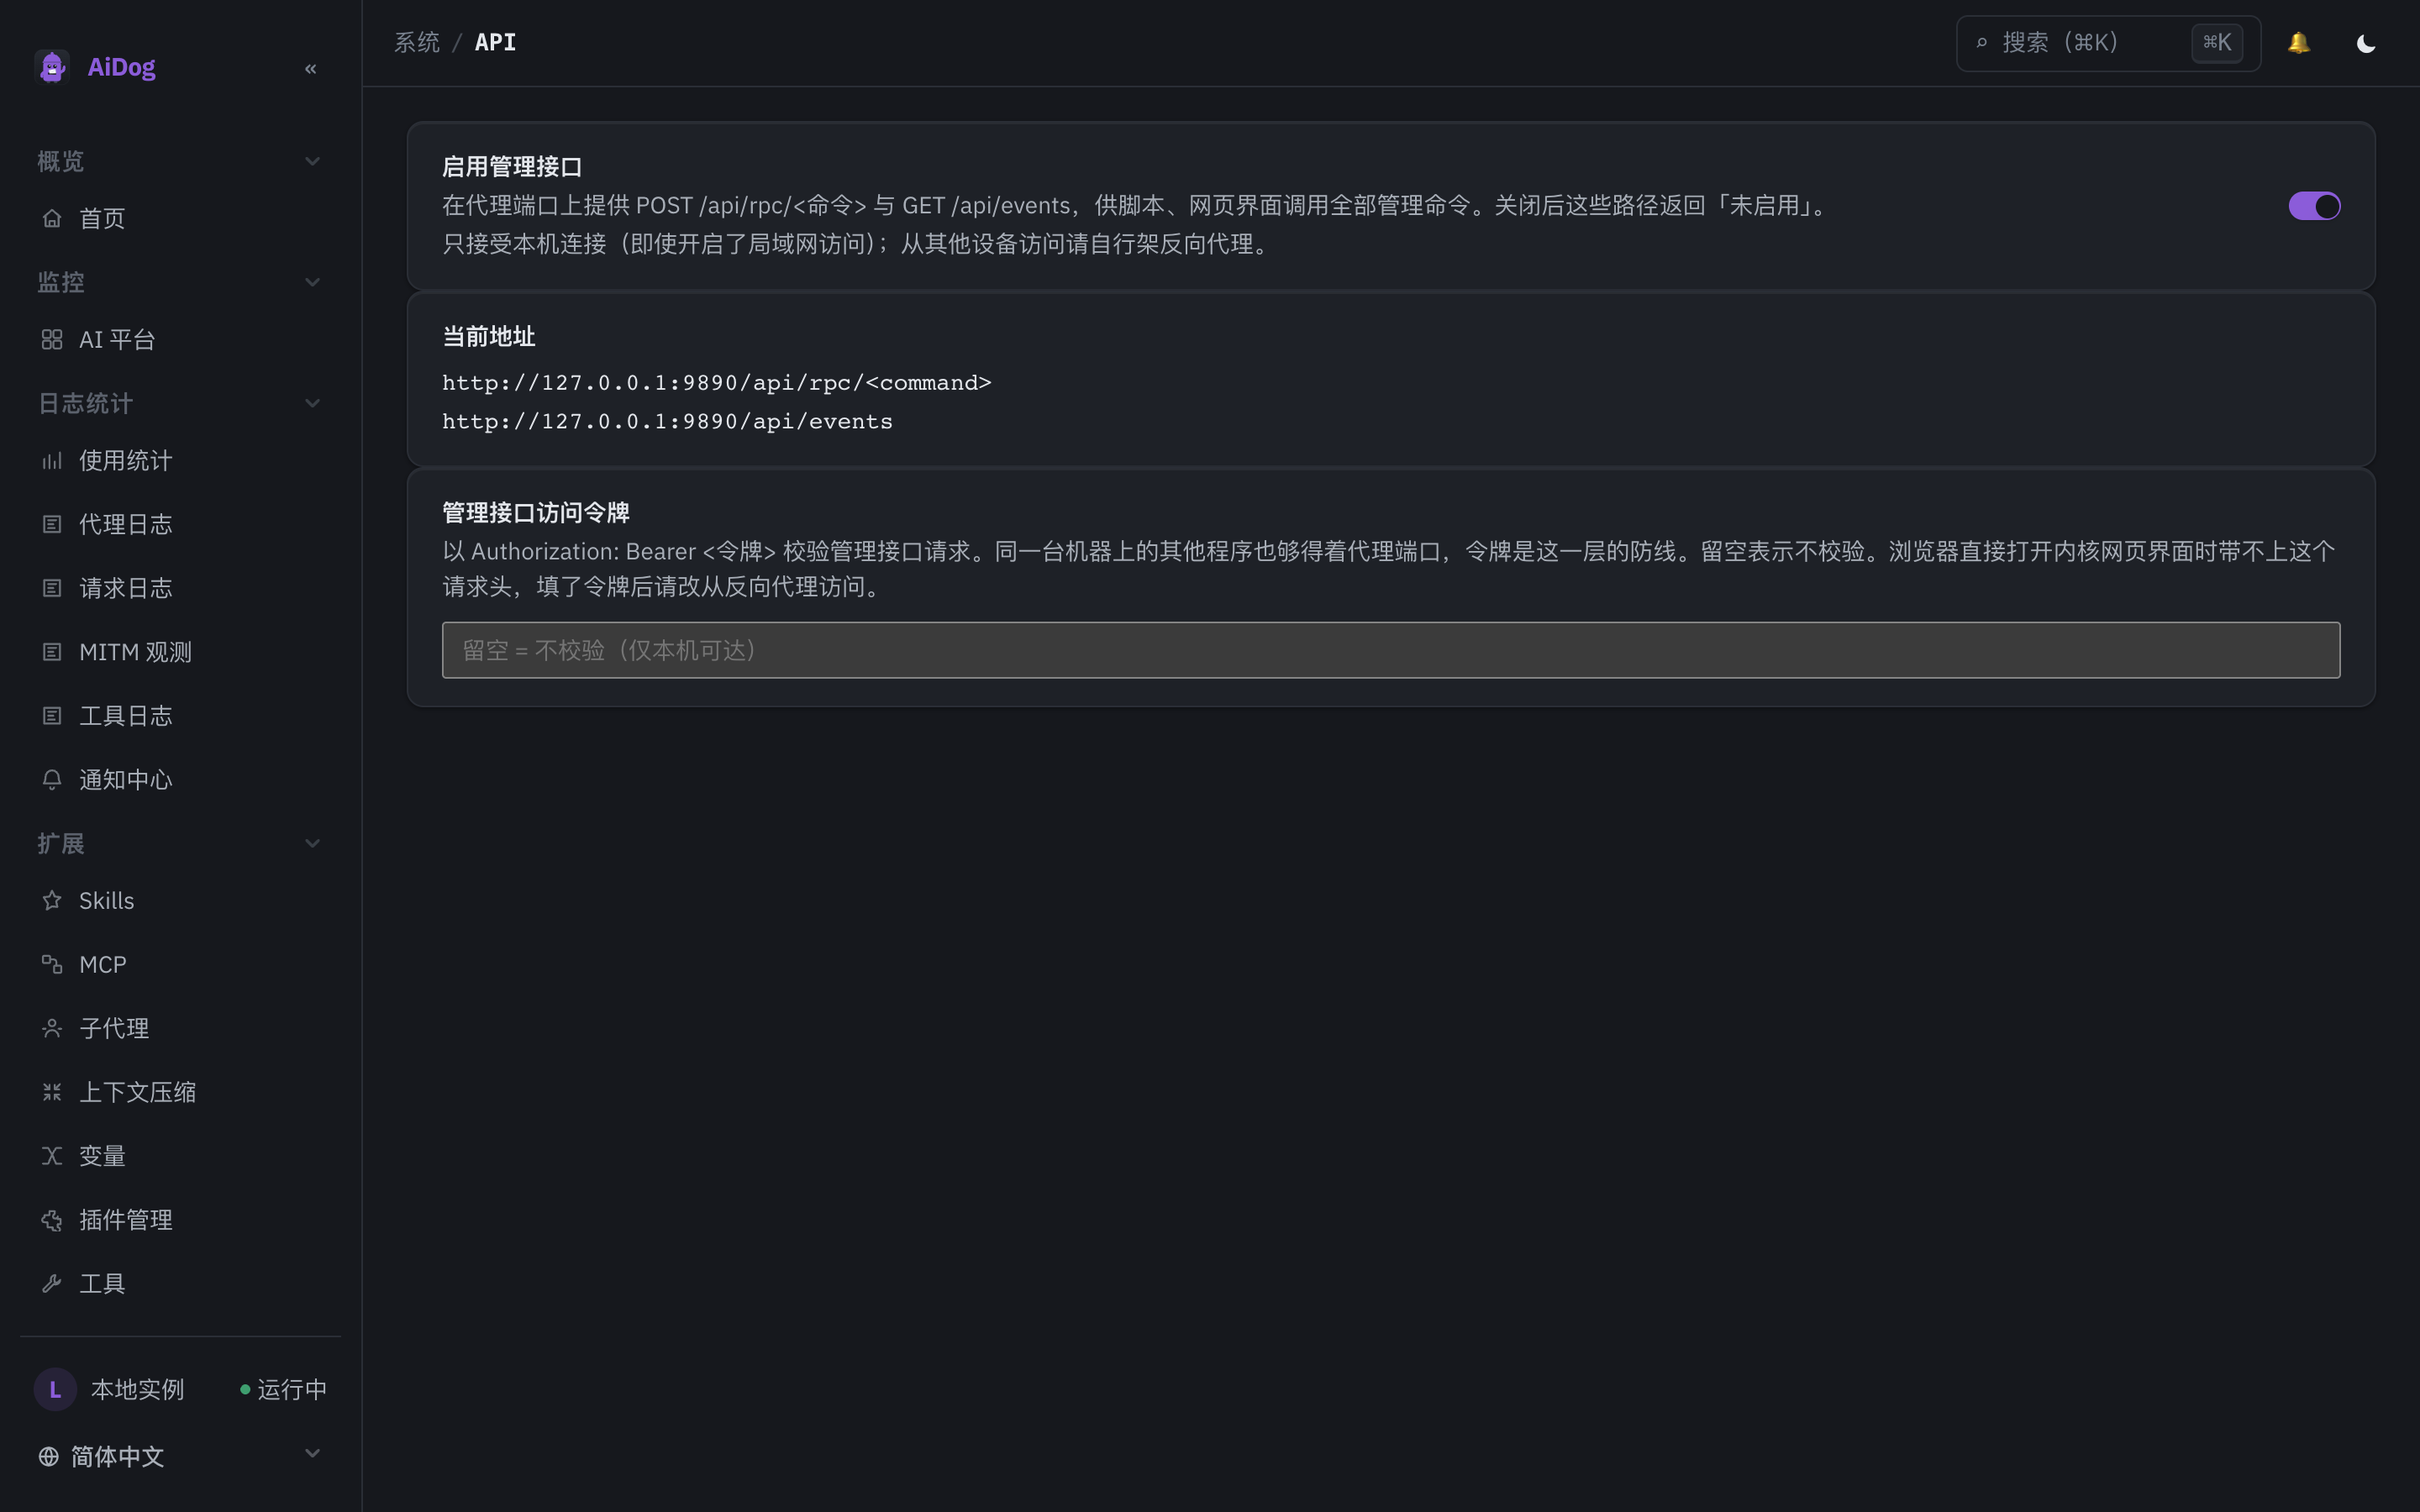 AiDog
«
概览
首页
监控
AI 平台
日志统计
使用统计
代理日志
请求日志
MITM 观测
工具日志
通知中心
扩展
Skills
MCP
子代理
上下文压缩
变量
插件管理
工具
L 本地实例 运行中
简体中文
系统 / API
搜索（⌘K） ⌘K
启用管理接口
在代理端口上提供 POST /api/rpc/<命令> 与 GET /api/events，供脚本、网页界面调用全部管理命令。关闭后这些路径返回「未启用」。
只接受本机连接（即使开启了局域网访问）；从其他设备访问请自行架反向代理。
当前地址
http://127.0.0.1:9890/api/rpc/<command>
http://127.0.0.1:9890/api/events
管理接口访问令牌
以 Authorization: Bearer <令牌> 校验管理接口请求。同一台机器上的其他程序也够得着代理端口，令牌是这一层的防线。留空表示不校验。浏览器直接打开内核网页界面时带不上这个
请求头，填了令牌后请改从反向代理访问。
留空 = 不校验（仅本机可达）